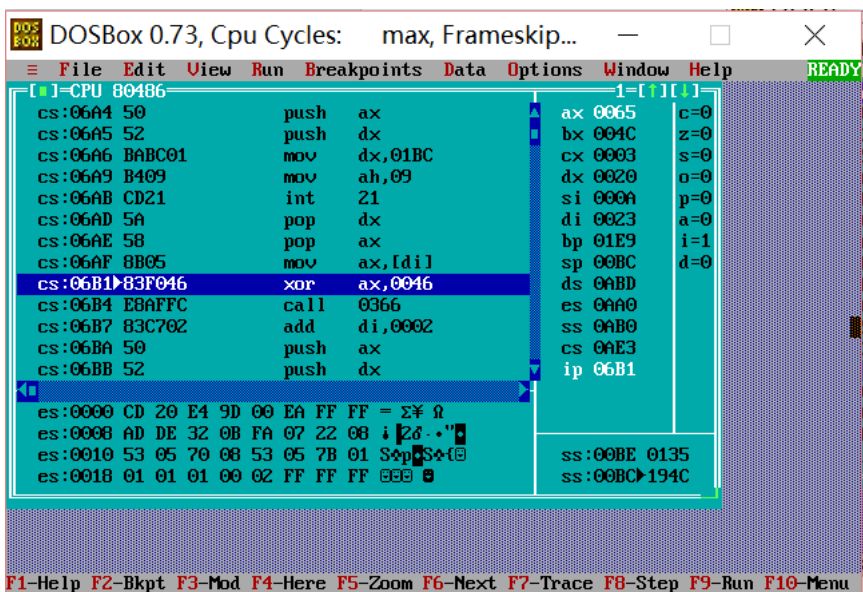 DOS BOX DOSBox 0.73, Cpu Cycles: max, Frameskip...
≡ File Edit View Run Breakpoints Data Options Window Help READY
[■]=CPU 80486 1=[↑][↓]
cs:06A4 50 push ax ax 0065 c=0
cs:06A5 52 push dx bx 004C z=0
cs:06A6 BABC01 mov dx,01BC cx 0003 s=0
cs:06A9 B409 mov ah,09 dx 0020 o=0
cs:06AB CD21 int 21 si 000A p=0
cs:06AD 5A pop dx di 0023 a=0
cs:06AE 58 pop ax bp 01E9 i=1
cs:06AF 8B05 mov ax,[di] sp 00BC d=0
cs:06B1►83F046 xor ax,0046 ds 0ABD
cs:06B4 E8AFFC call 0366 es 0AA0
cs:06B7 83C702 add di,0002 ss 0AB0
cs:06BA 50 push ax cs 0AE3
cs:06BB 52 push dx ip 06B1
es:0000 CD 20 E4 9D 00 EA FF FF = Σ¥ Ω
es:0008 AD DE 32 0B FA 07 22 08
es:0010 53 05 70 08 53 05 7B 01 S♣p◘S♣{☺ ss:00BE 0135
es:0018 01 01 01 00 02 FF FF FF ☺☺☺ ☻ ss:00BC►194C
F1-Help F2-Bkpt F3-Mod F4-Here F5-Zoom F6-Next F7-Trace F8-Step F9-Run F10-Menu